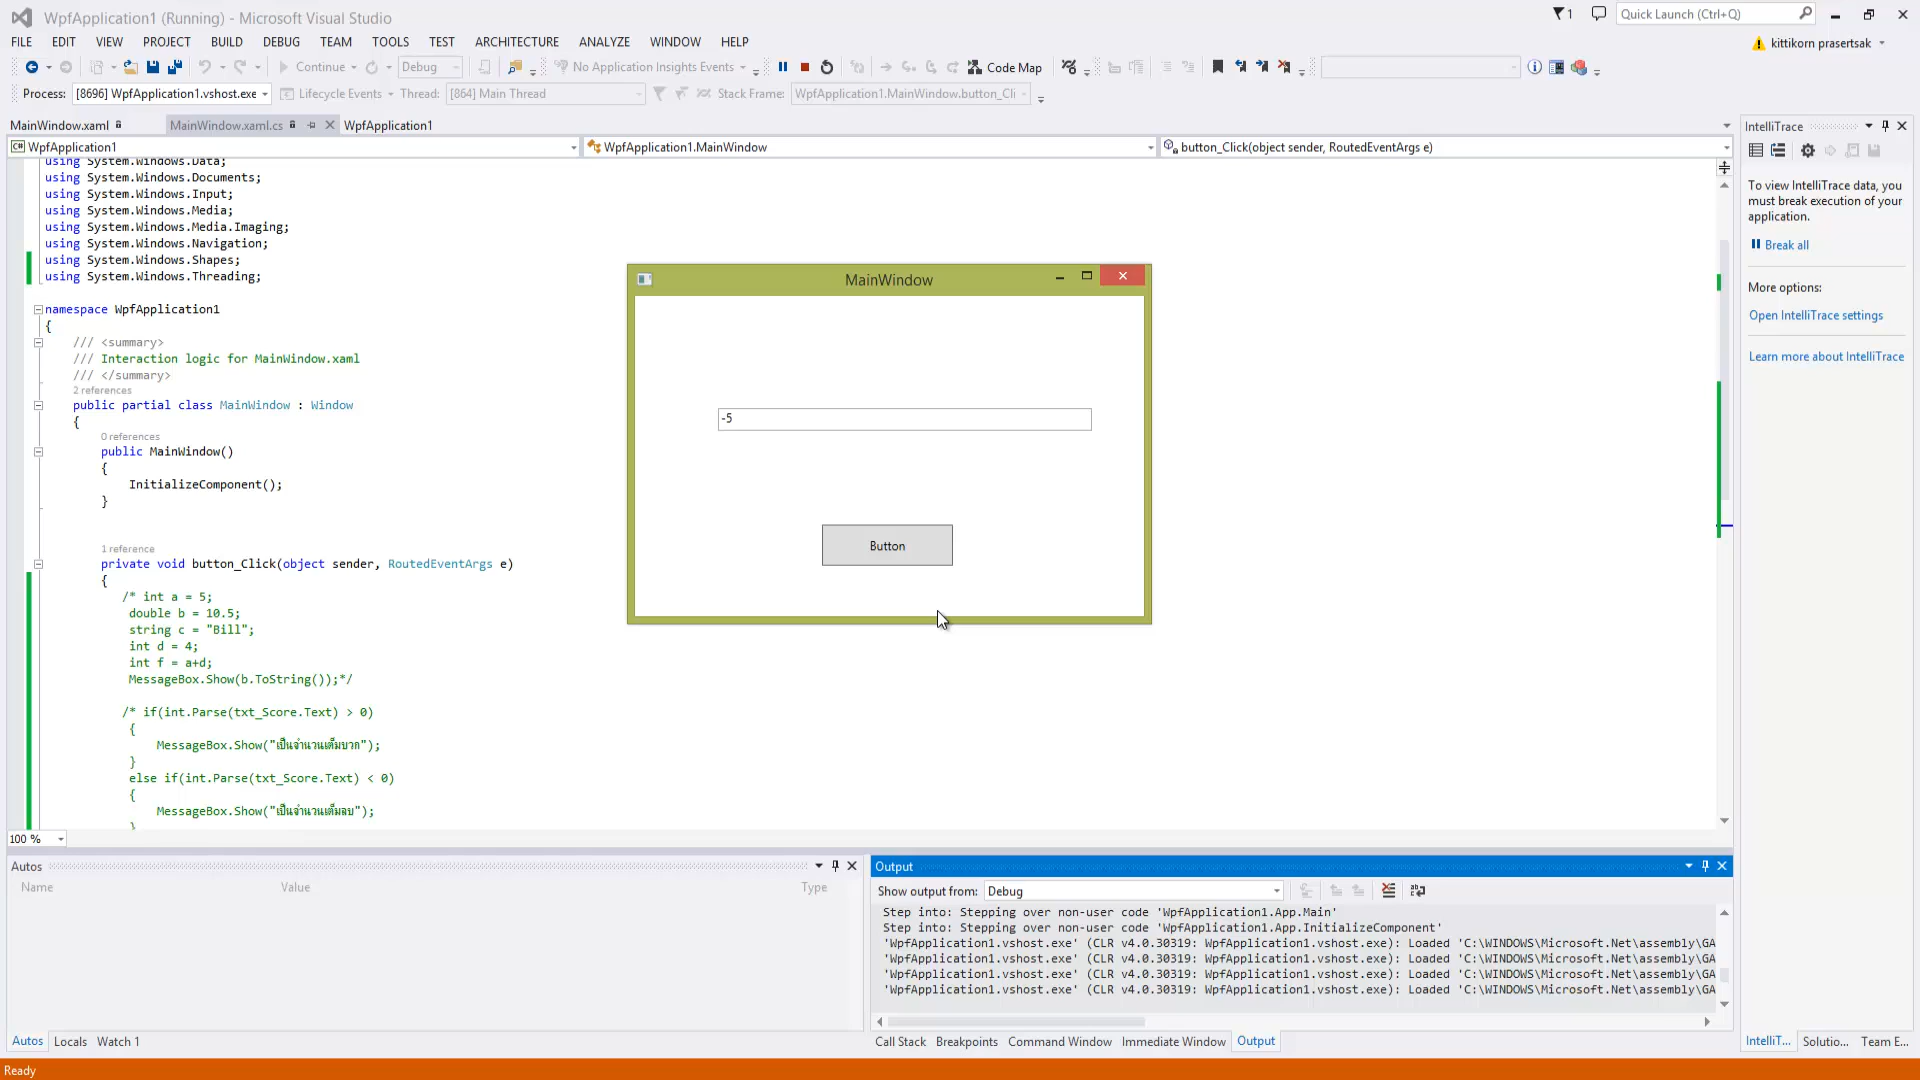 WpfApplication1 (Running) - Microsoft Visual Studio
1
Quick Launch (Ctrl+Q)
FILE EDIT VIEW PROJECT BUILD DEBUG TEAM TOOLS TEST ARCHITECTURE ANALYZE WINDOW HELP
kittikorn prasertsak
Continue Debug No Application Insights Events Code Map
Process: [8696] WpfApplication1.vshost.exe Lifecycle Events Thread: [864] Main Thread Stack Frame: WpfApplication1.MainWindow.button_Cli
MainWindow.xaml MainWindow.xaml.cs WpfApplication1
WpfApplication1 WpfApplication1.MainWindow button_Click(object sender, RoutedEventArgs e)
using System.Windows.Data;
using System.Windows.Documents;
using System.Windows.Input;
using System.Windows.Media;
using System.Windows.Media.Imaging;
using System.Windows.Navigation;
using System.Windows.Shapes;
using System.Windows.Threading;
namespace WpfApplication1
{
/// <summary>
/// Interaction logic for MainWindow.xaml
/// </summary>
2 references
public partial class MainWindow : Window
{
0 references
public MainWindow()
{
InitializeComponent();
}
1 reference
private void button_Click(object sender, RoutedEventArgs e)
{
/* int a = 5;
double b = 10.5;
string c = "Bill";
int d = 4;
int f = a+d;
MessageBox.Show(b.ToString());*/
/* if(int.Parse(txt_Score.Text) > 0)
{
MessageBox.Show("เป็นจำนวนเต็มบวก");
}
else if(int.Parse(txt_Score.Text) < 0)
{
MessageBox.Show("เป็นจำนวนเต็มลบ");
}
100 %
MainWindow
-5
Button
IntelliTrace
To view IntelliTrace data, you
must break execution of your
application.
Break all
More options:
Open IntelliTrace settings
Learn more about IntelliTrace
Autos
Name Value Type
Autos Locals Watch 1
Output
Show output from: Debug
Step into: Stepping over non-user code 'WpfApplication1.App.Main'
Step into: Stepping over non-user code 'WpfApplication1.App.InitializeComponent'
'WpfApplication1.vshost.exe' (CLR v4.0.30319: WpfApplication1.vshost.exe): Loaded 'C:\WINDOWS\Microsoft.Net\assembly\GA
'WpfApplication1.vshost.exe' (CLR v4.0.30319: WpfApplication1.vshost.exe): Loaded 'C:\WINDOWS\Microsoft.Net\assembly\GA
'WpfApplication1.vshost.exe' (CLR v4.0.30319: WpfApplication1.vshost.exe): Loaded 'C:\WINDOWS\Microsoft.Net\assembly\GA
'WpfApplication1.vshost.exe' (CLR v4.0.30319: WpfApplication1.vshost.exe): Loaded 'C:\WINDOWS\Microsoft.Net\assembly\GA
Call Stack Breakpoints Command Window Immediate Window Output
IntelliT... Solutio... Team E...
Ready